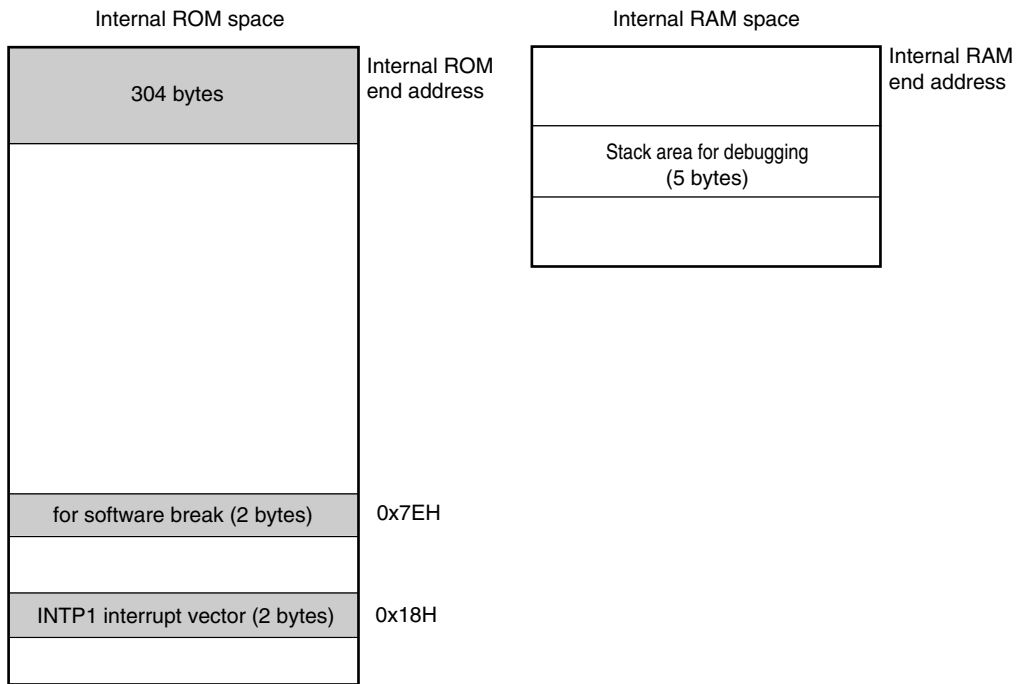 Internal ROM space
Internal ROM
end address
304 bytes
for software break (2 bytes)
0x7EH
INTP1 interrupt vector (2 bytes)
0x18H
Internal RAM space
Internal RAM
end address
Stack area for debugging
(5 bytes)